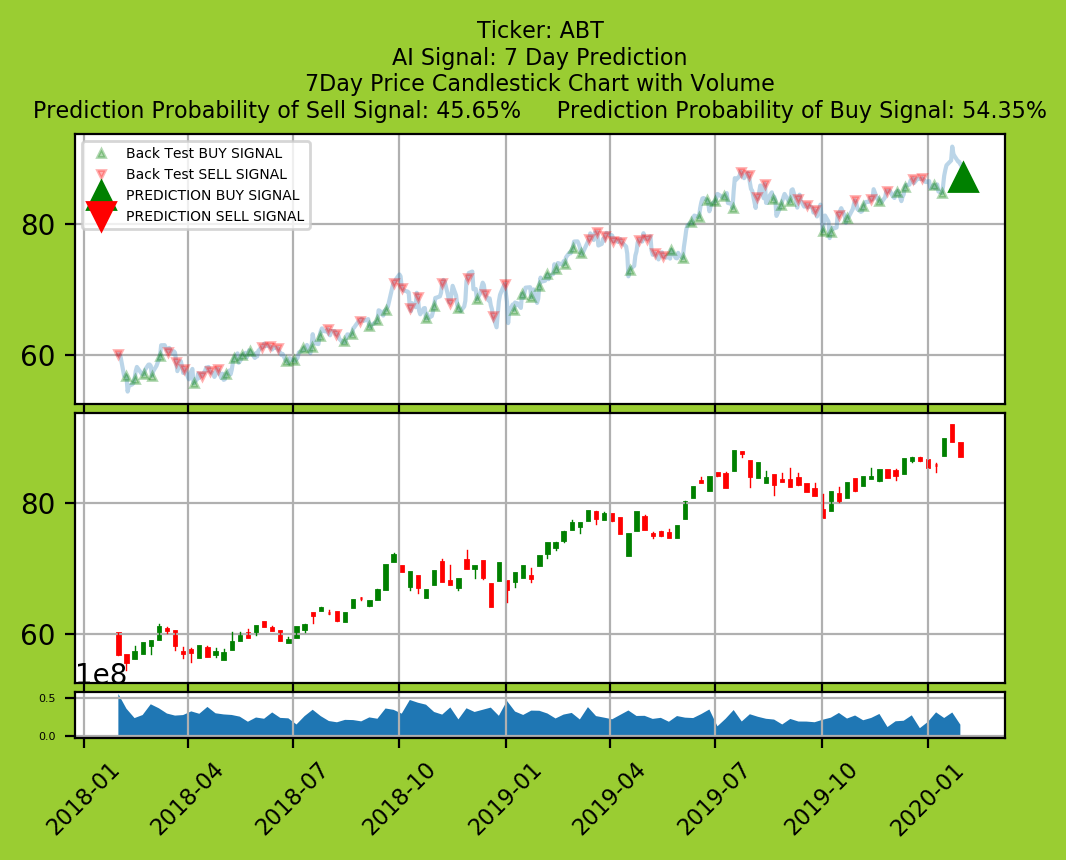 Ticker: ABT
AI Signal: 7 Day Prediction
7Day Price Candlestick Chart with Volume
Prediction Probability of Sell Signal: 45.65% Prediction Probability of Buy Signal: 54.35%
Back Test BUY SIGNAL
Back Test SELL SIGNAL
PREDICTION BUY SIGNAL
PREDICTION SELL SIGNAL
80
60
80
60
1e8
0.5
0.0
2018-01 2018-04 2018-07 2018-10 2019-01 2019-04 2019-07 2019-10 2020-01